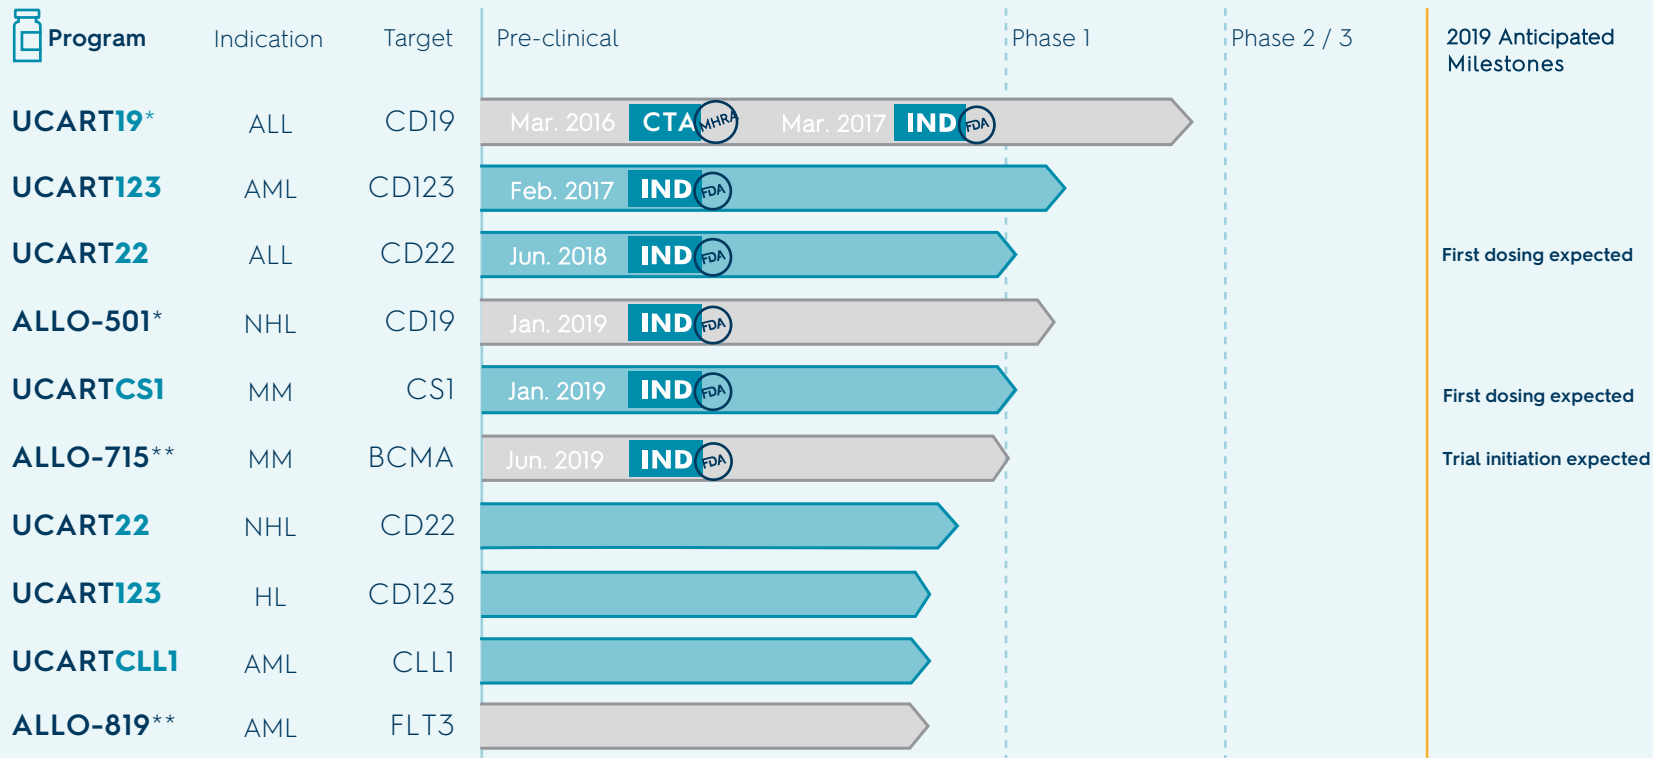 Program Indication Target Pre-clinical Phase 1 Phase 2 / 3 2019 Anticipated
Milestones
UCART19* ALL CD19 Mar. 2016 CTA MHRA Mar. 2017 IND FDA
UCART123 AML CD123 Feb. 2017 IND FDA
UCART22 ALL CD22 Jun. 2018 IND FDA First dosing expected
ALLO-501* NHL CD19 Jan. 2019 IND FDA
UCARTCS1 MM CS1 Jan. 2019 IND FDA First dosing expected
ALLO-715** MM BCMA Jun. 2019 IND FDA Trial initiation expected
UCART22 NHL CD22
UCART123 HL CD123
UCARTCLL1 AML CLL1
ALLO-819** AML FLT3